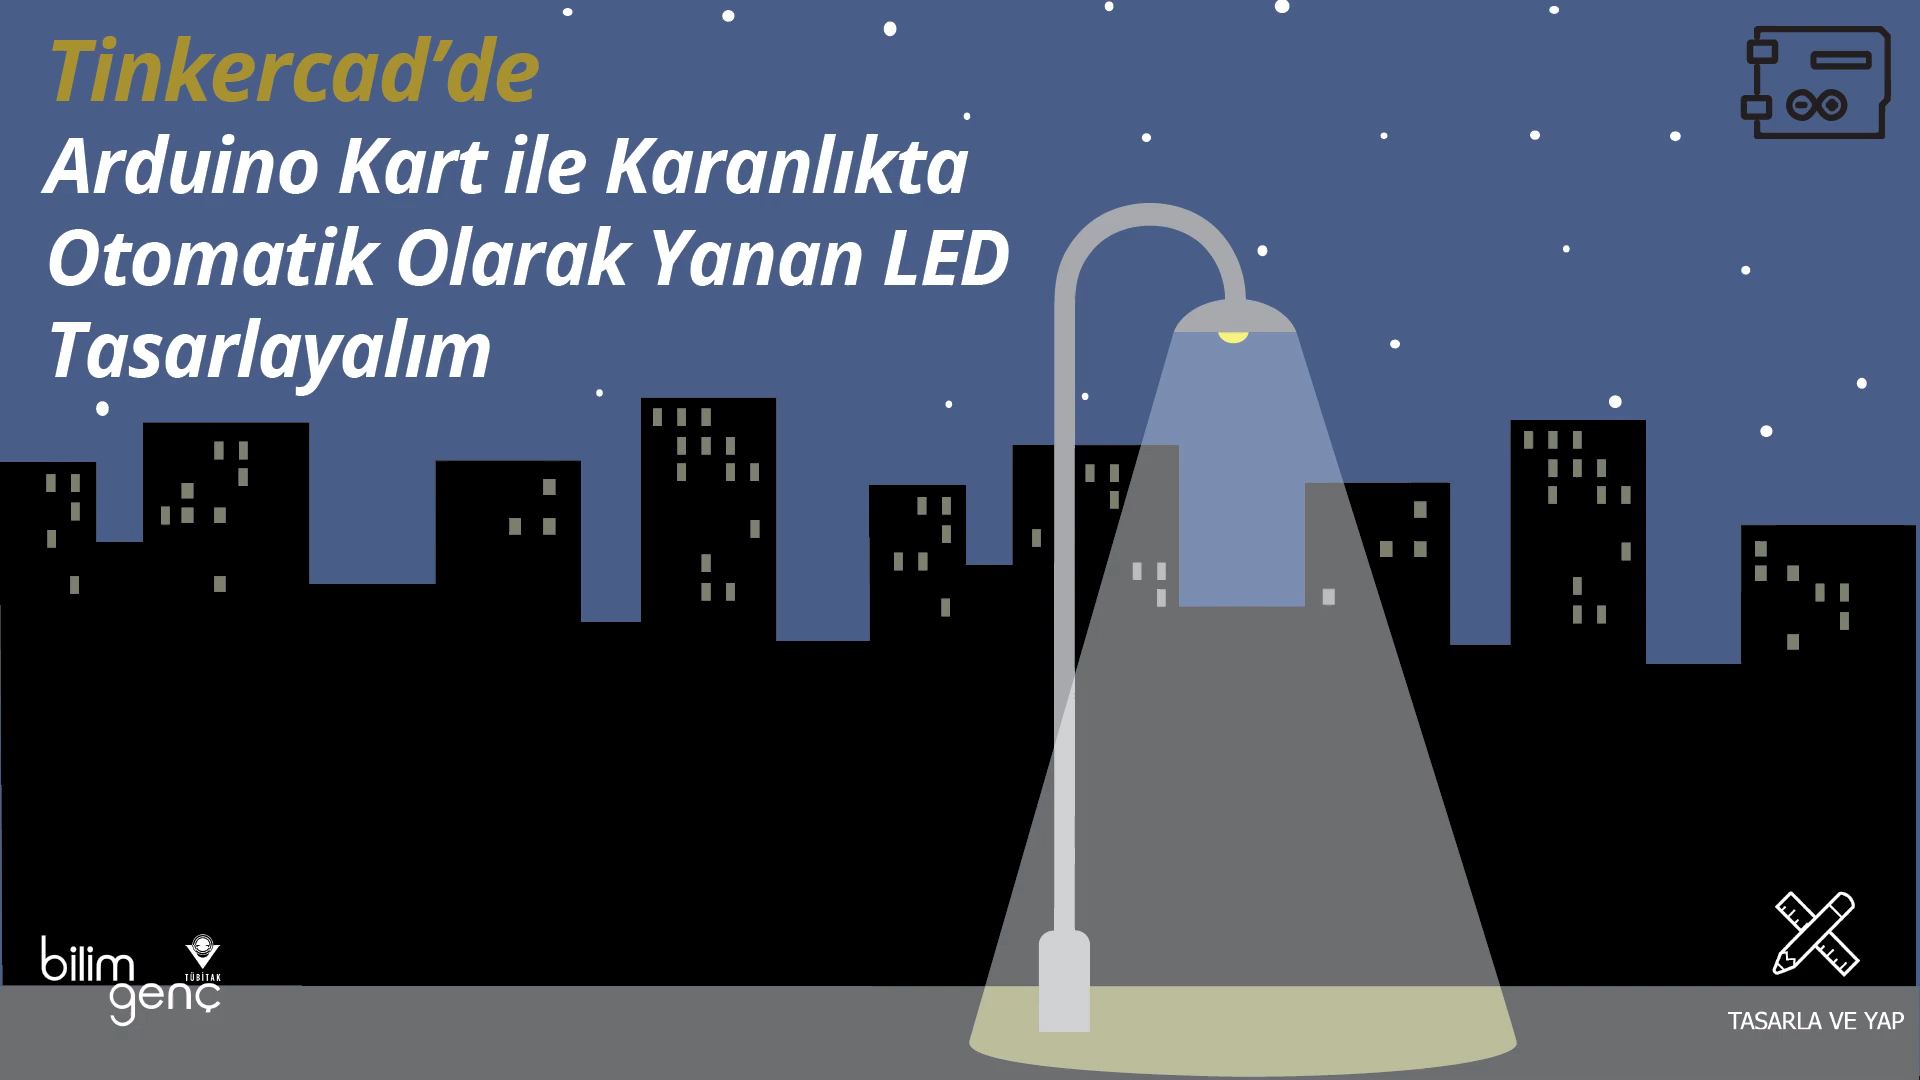 Tinkercad’de
Arduino Kart ile Karanlıkta
Otomatik Olarak Yanan LED
Tasarlayalım
bilim
TÜBİTAK
genç
TASARLA VE YAP